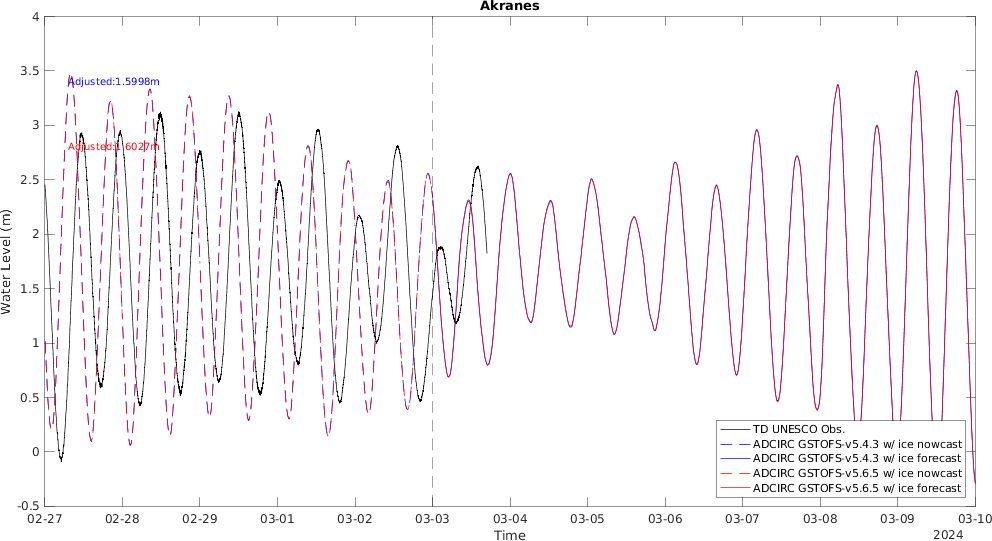 Akranes
Water Level (m)
4
3.5
3
2.5
2
1.5
1
0.5
0
-0.5
Adjusted:1.5998m
Adjusted:1.6027m
TD UNESCO Obs.
ADCIRC GSTOFS-v5.4.3 w/ ice nowcast
ADCIRC GSTOFS-v5.4.3 w/ ice forecast
ADCIRC GSTOFS-v5.6.5 w/ ice nowcast
ADCIRC GSTOFS-v5.6.5 w/ ice forecast
02-27 02-28 02-29 03-01 03-02 03-03 03-04 03-05 03-06 03-07 03-08 03-09 03-10
Time
2024